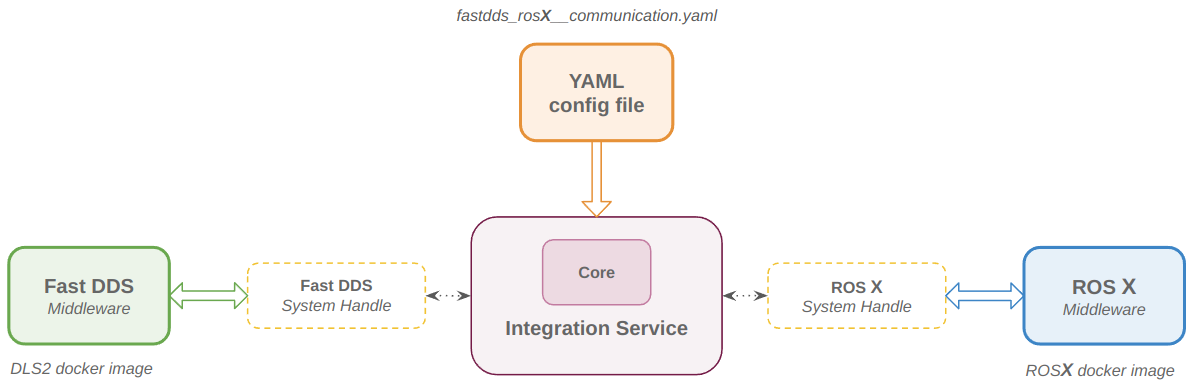 fastdds_rosX__communication.yaml
YAML
config file
Core
Integration Service
Fast DDS
Middleware
DLS2 docker image
Fast DDS
System Handle
ROS X
System Handle
ROS X
Middleware
ROSX docker image